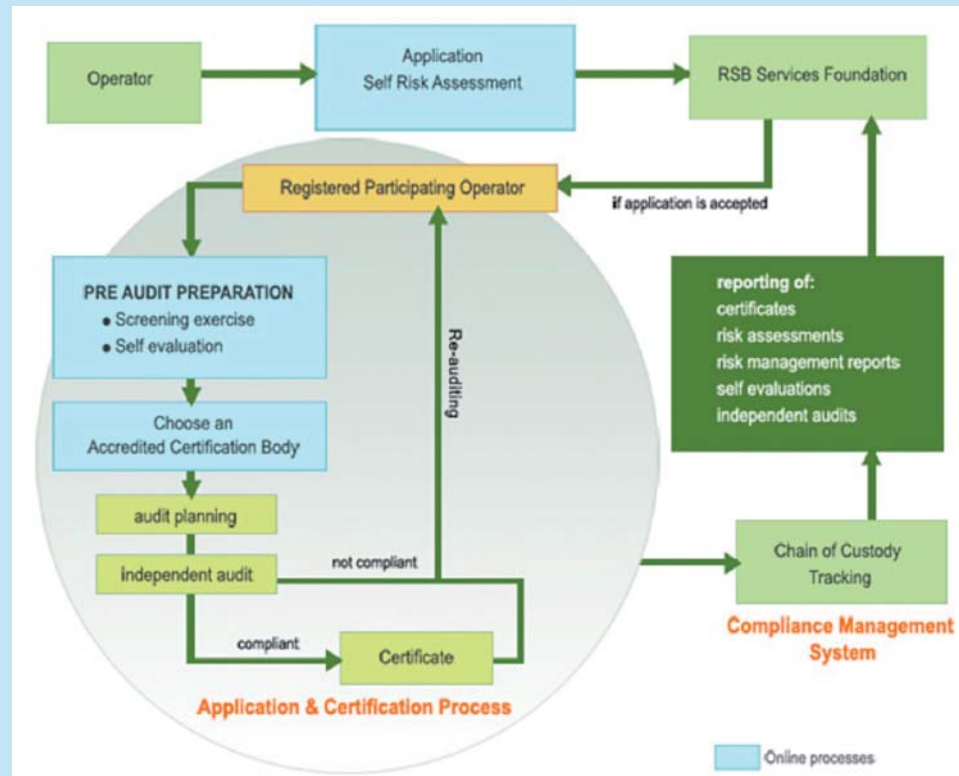 Operator
Application
Self Risk Assessment
RSB Services Foundation
Registered Participating Operator
if application is accepted
PRE AUDIT PREPARATION
• Screening exercise
• Self evaluation
Re-auditing
reporting of:
certificates
risk assessments
risk management reports
self evaluations
independent audits
Choose an
Accredited Certification Body
audit planning
independent audit
not compliant
Chain of Custody
Tracking
compliant
Certificate
Compliance Management
System
Application & Certification Process
Online processes